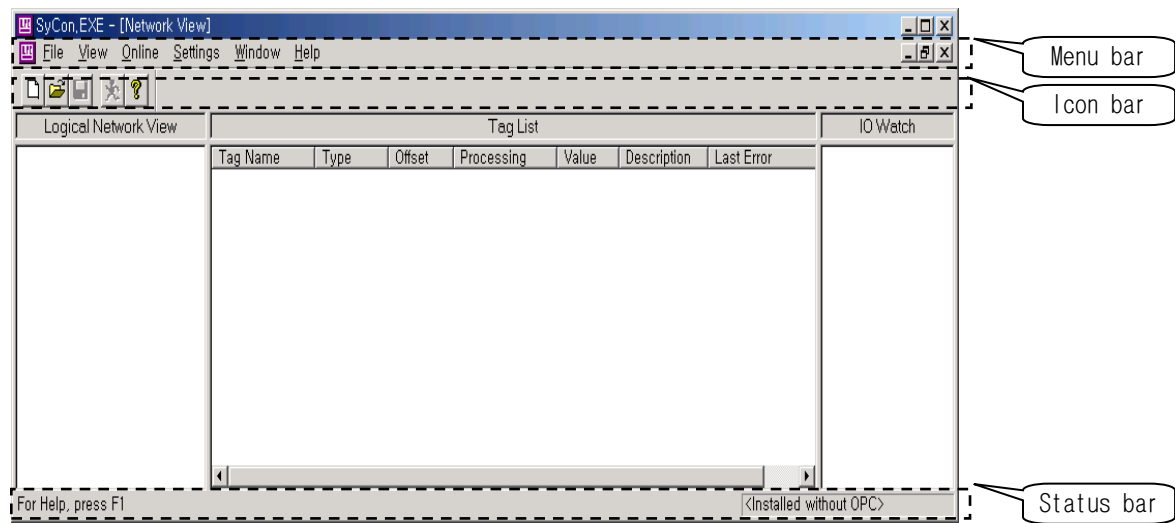 SyCon.EXE - [Network View]
File View Online Settings Window Help
Menu bar
Icon bar
Logical Network View Tag List IO Watch
Tag Name Type Offset Processing Value Description Last Error
For Help, press F1 <Installed without OPC>
Status bar